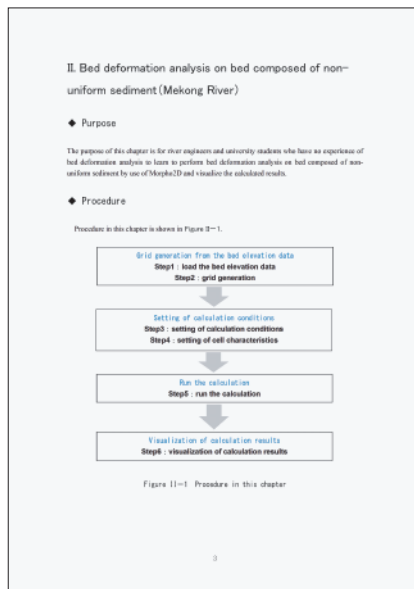 II. Bed deformation analysis on bed composed of non-
uniform sediment(Mekong River)
◆ Purpose
The purpose of this chapter is for river engineers and university students who have no experience of
bed deformation analysis to learn to perform bed deformation analysis on bed composed of non-
uniform sediment by use of Morpho2D and visualize the calculated results.
◆ Procedure
Procedure in this chapter is shown in Figure II-1.
Grid generation from the bed elevation data
Step1 : load the bed elevation data
Step2 : grid generation
Setting of calculation conditions
Step3 : setting of calculation conditions
Step4 : setting of cell characteristics
Run the calculation
Step5 : run the calculation
Visualization of calculation results
Step6 : visualization of calculation results
Figure II-1 Procedure in this chapter